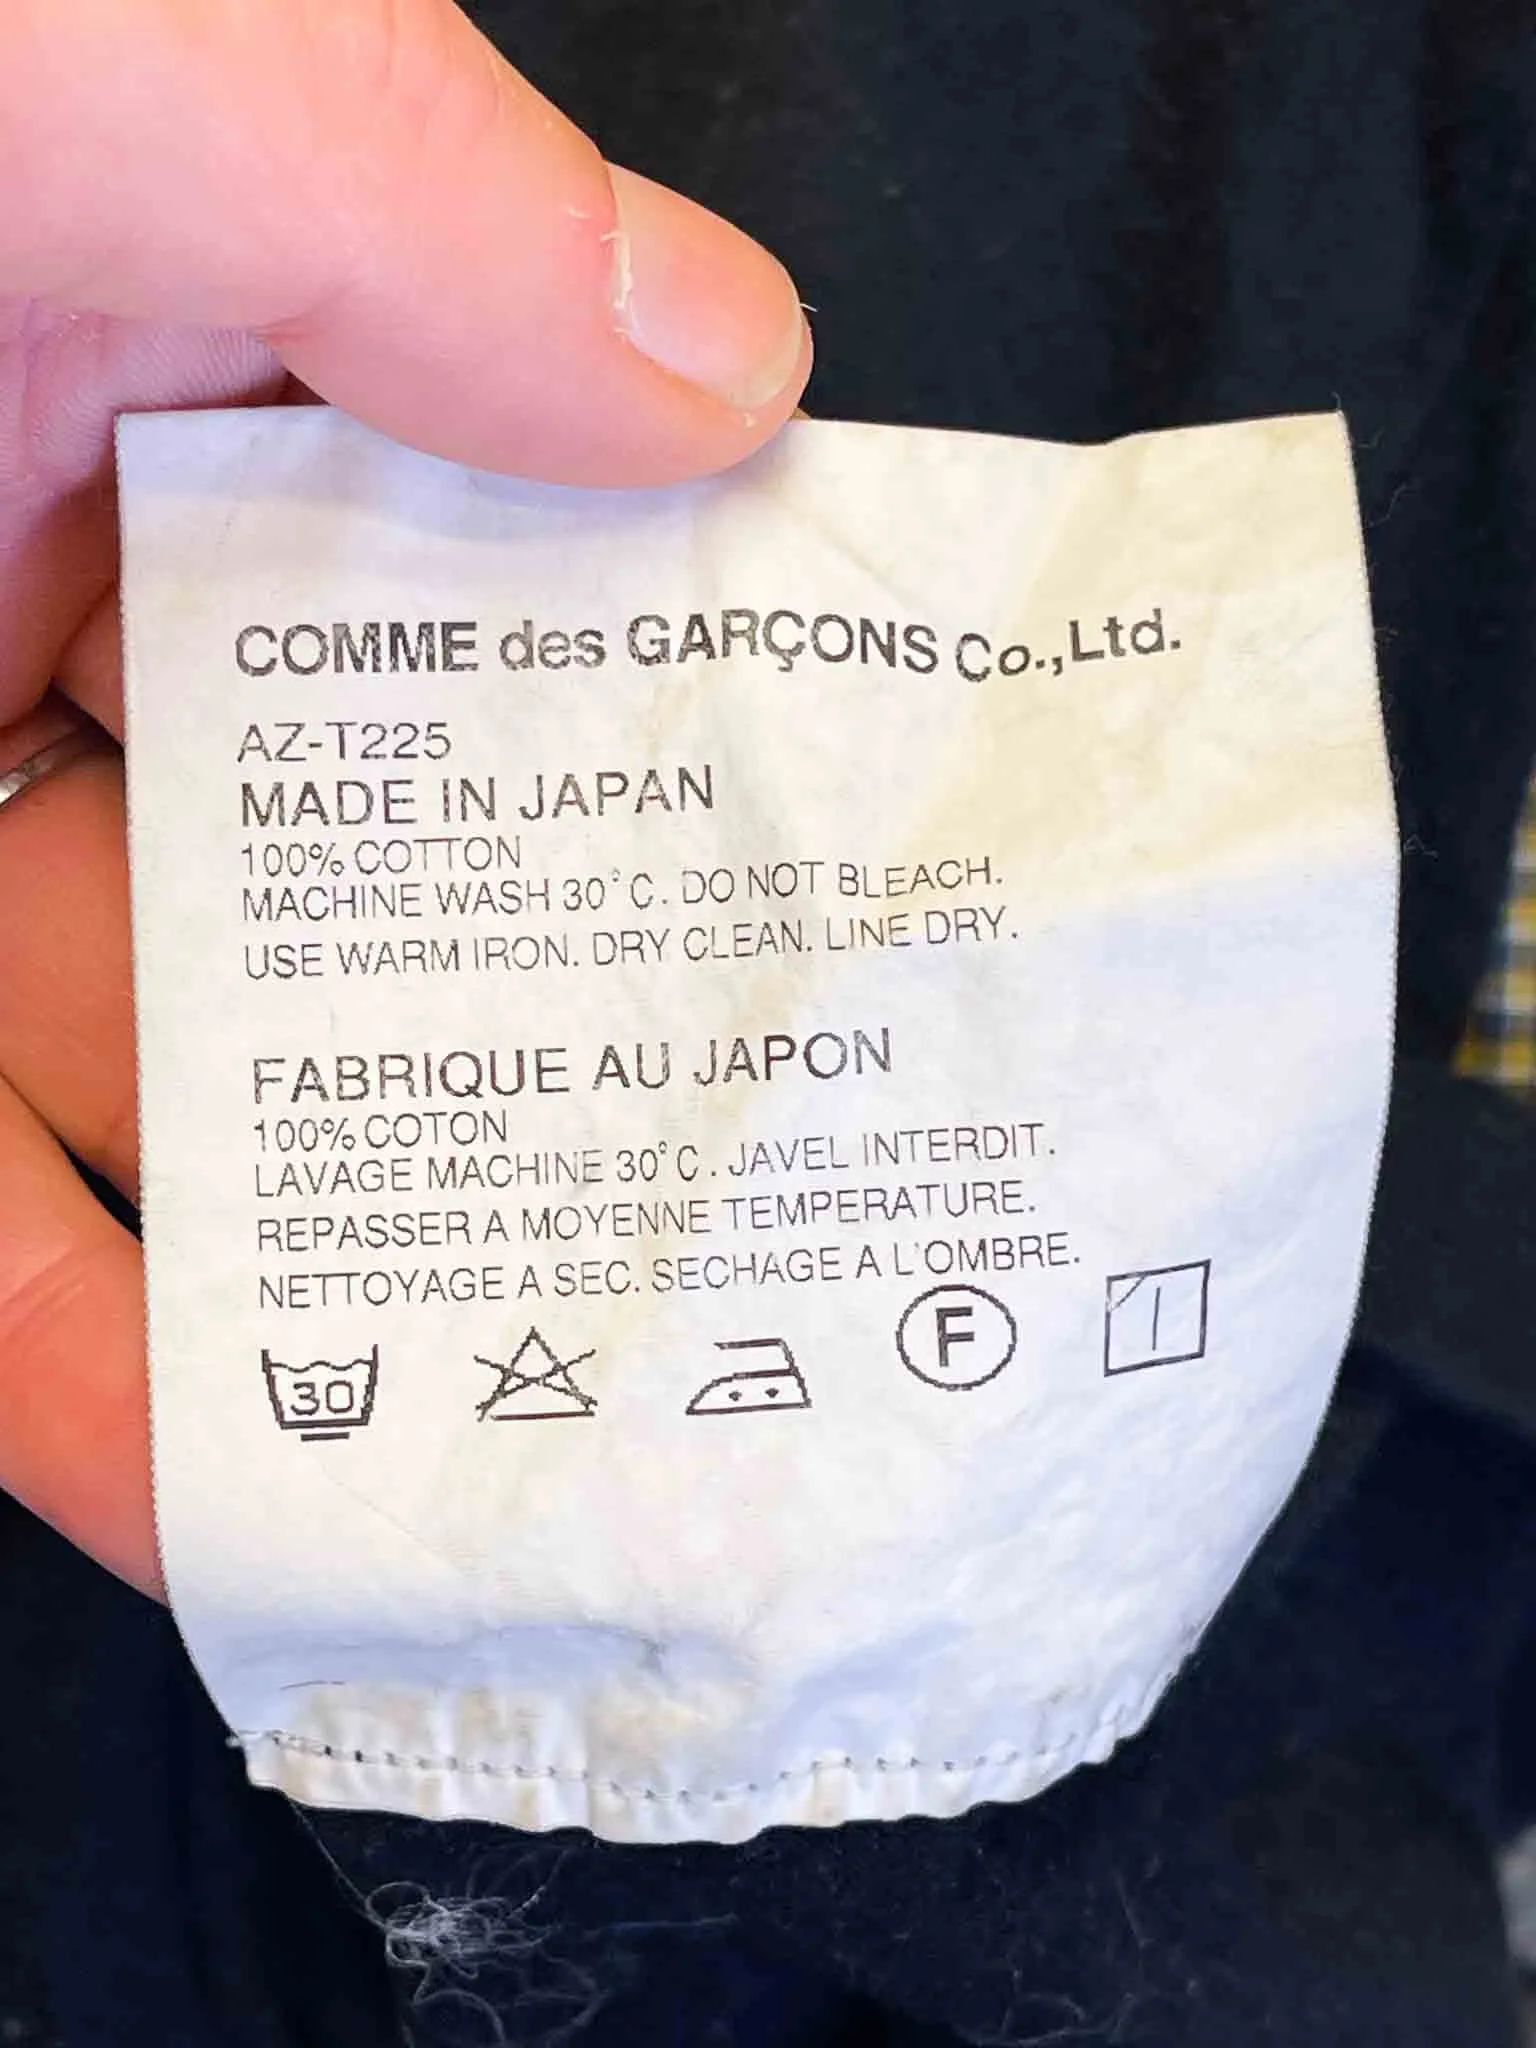 COMME des GARÇONS Co.,Ltd.
AZ-T225
MADE IN JAPAN
100% COTTON
MACHINE WASH 30°C. DO NOT BLEACH.
USE WARM IRON. DRY CLEAN. LINE DRY.
FABRIQUE AU JAPON
100% COTON
LAVAGE MACHINE 30°C. JAVEL INTERDIT.
REPASSER A MOYENNE TEMPERATURE.
NETTOYAGE A SEC. SECHAGE A L'OMBRE.
30 F